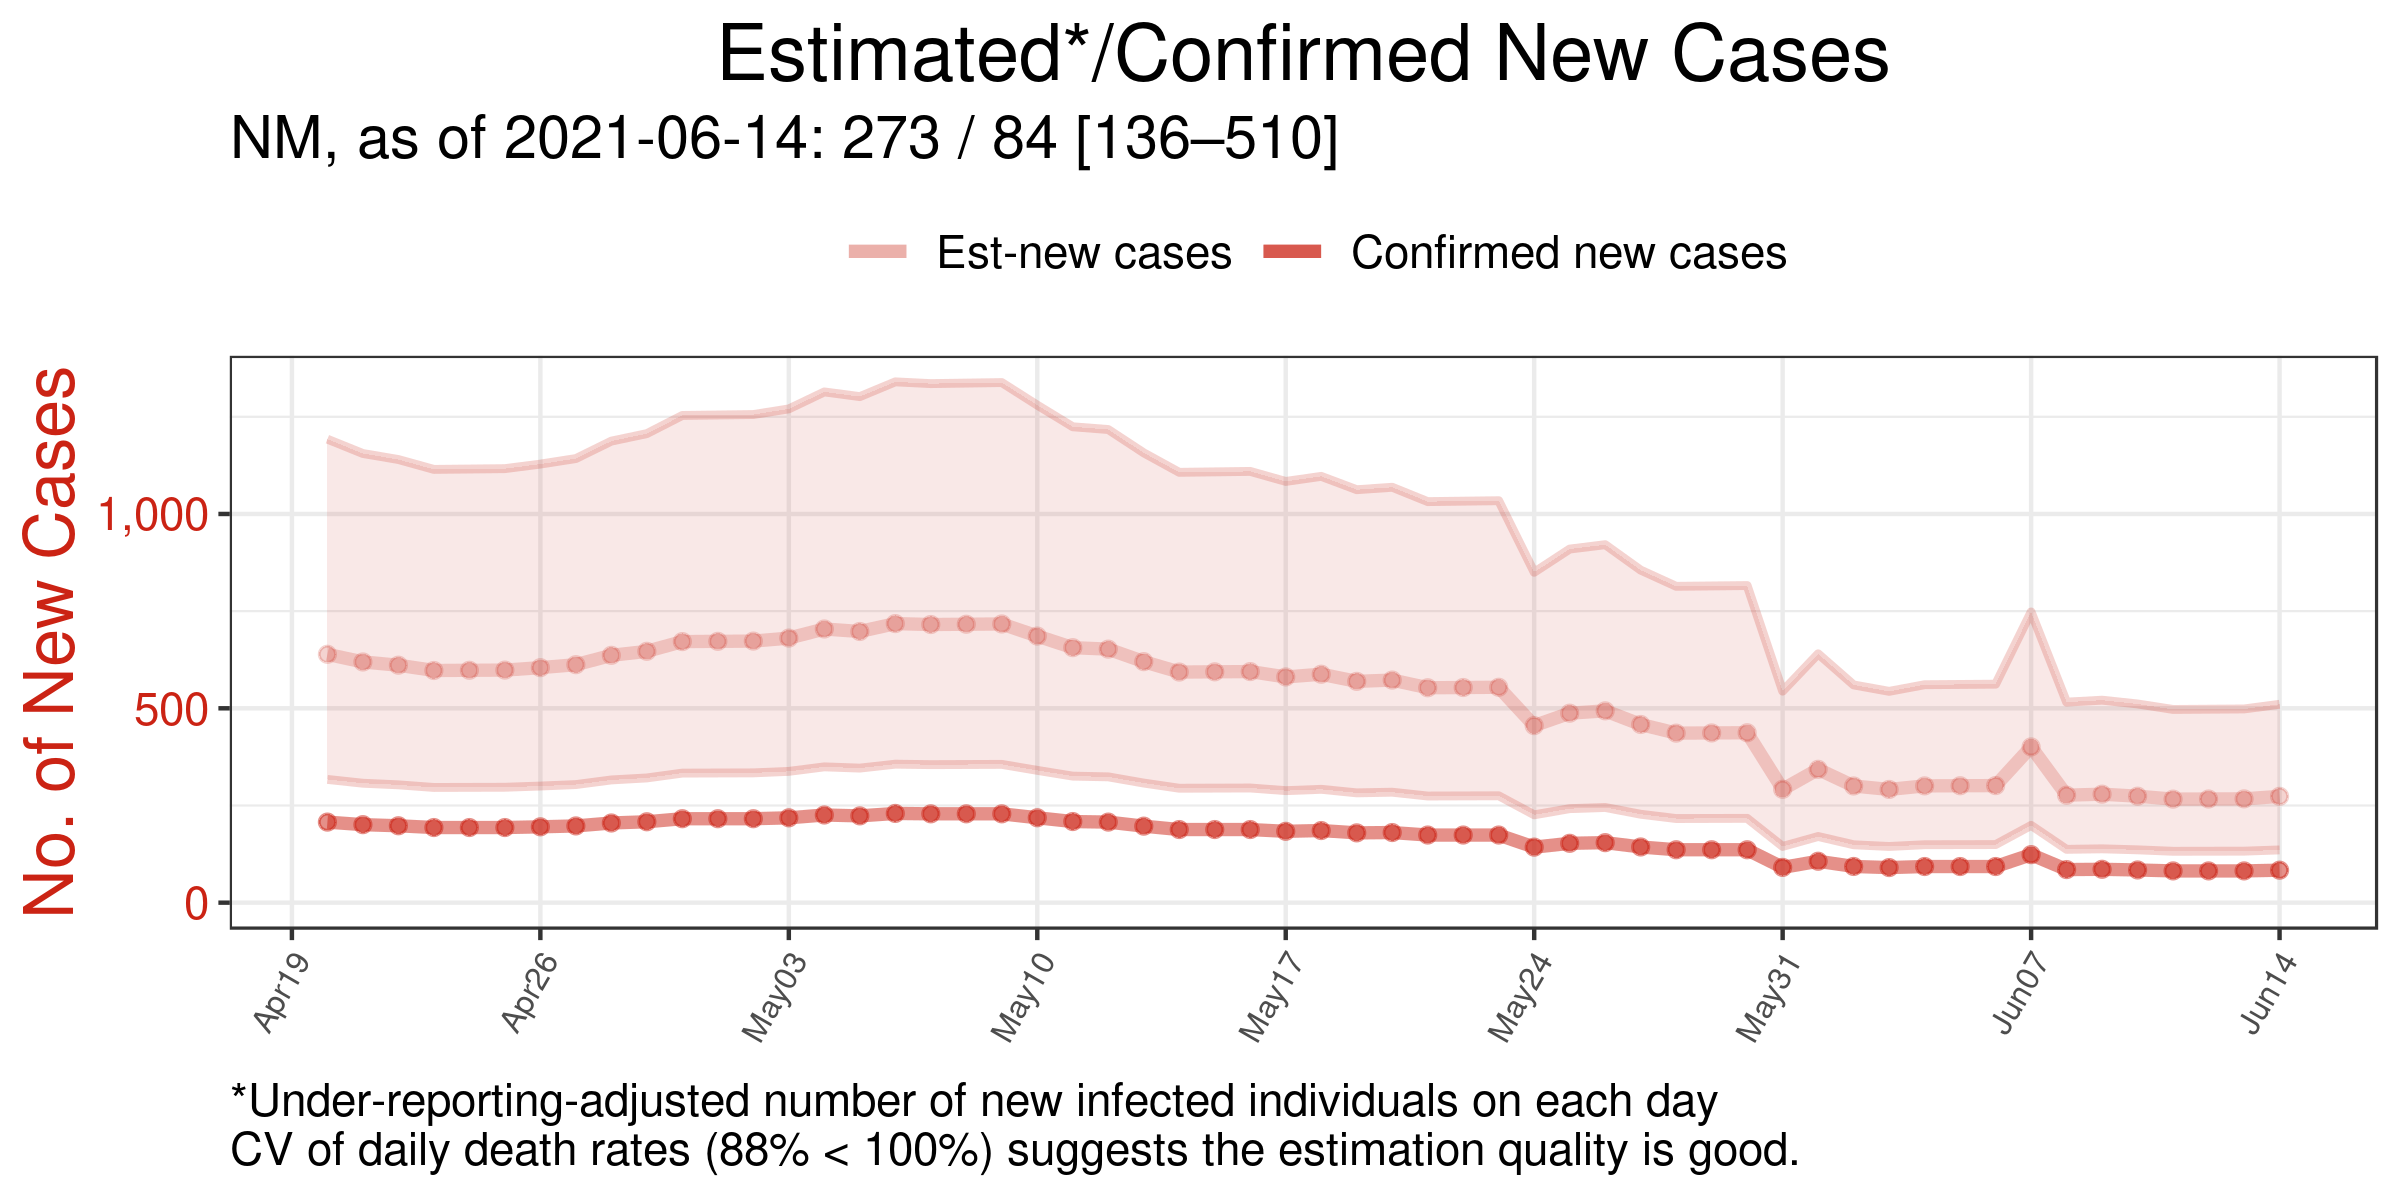 Estimated*/Confirmed New Cases
NM, as of 2021-06-14: 273 / 84 [136–510]
Est-new cases
Confirmed new cases
No. of New Cases
1,000
500
0
Apr19
Apr26
May03
May10
May17
May24
May31
Jun07
Jun14
*Under-reporting-adjusted number of new infected individuals on each day
CV of daily death rates (88% < 100%) suggests the estimation quality is good.